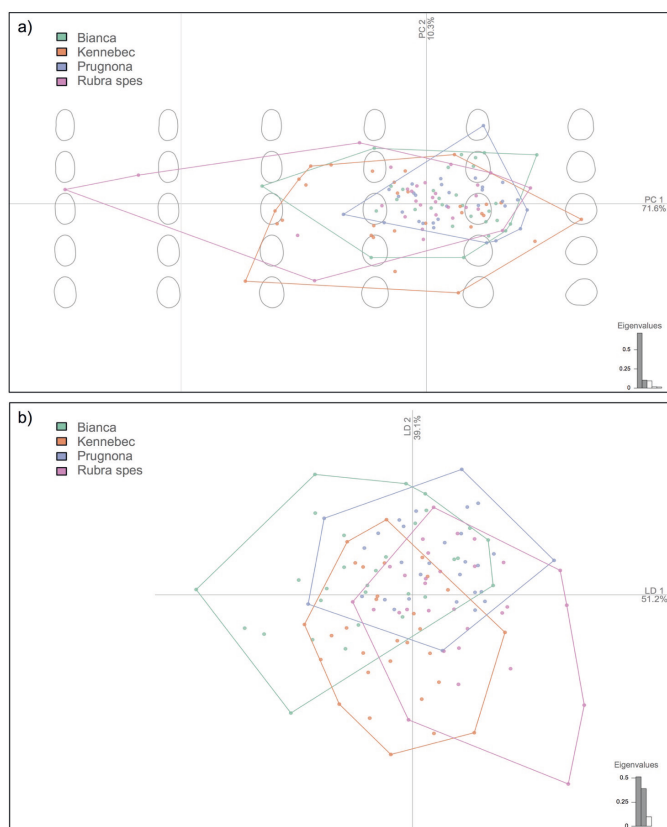 a)
Bianca
Kennebec
Prugnona
Rubra spes
PC 2
10.3%
PC 1
71.6%
Eigenvalues
0.5
0.25
0
b)
Bianca
Kennebec
Prugnona
Rubra spes
LD 2
39.1%
LD 1
51.2%
Eigenvalues
0.5
0.25
0